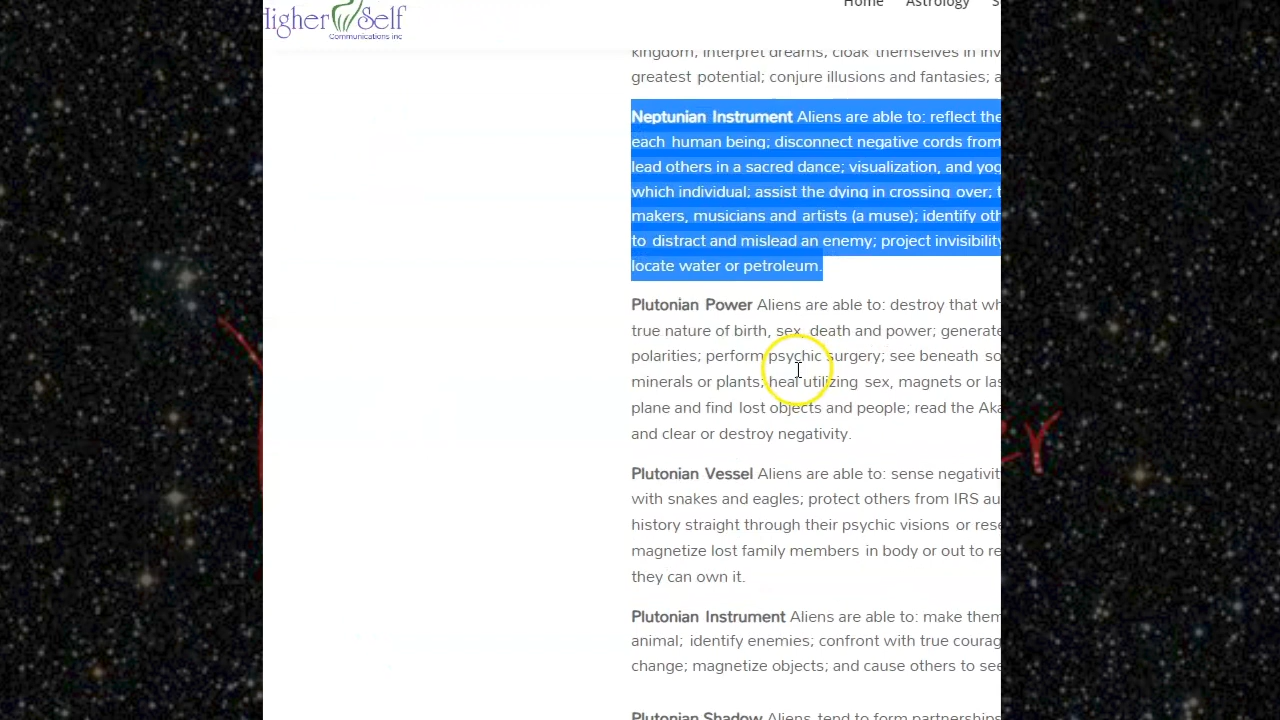 Higher Self
Communications inc
Home Astrology S
kingdom; interpret dreams; cloak themselves in inv
greatest potential; conjure illusions and fantasies; a
Neptunian Instrument Aliens are able to: reflect the
each human being; disconnect negative cords from
lead others in a sacred dance; visualization, and yog
which individual; assist the dying in crossing over; t
makers, musicians and artists (a muse); identify oth
to distract and mislead an enemy; project invisibility
locate water or petroleum.
Plutonian Power Aliens are able to: destroy that wh
true nature of birth, sex, death and power; generate
polarities; perform psychic surgery; see beneath so
minerals or plants; heal utilizing sex, magnets or las
plane and find lost objects and people; read the Aka
and clear or destroy negativity.
Plutonian Vessel Aliens are able to: sense negativit
with snakes and eagles; protect others from IRS au
history straight through their psychic visions or rese
magnetize lost family members in body or out to re
they can own it.
Plutonian Instrument Aliens are able to: make them
animal; identify enemies; confront with true courag
change; magnetize objects; and cause others to see
Plutonian Shadow Aliens tend to form partnerships